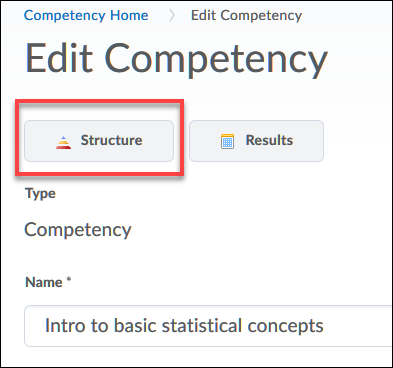 Competency Home Edit Competency
Edit Competency
Structure Results
Type
Competency
Name *
Intro to basic statistical concepts